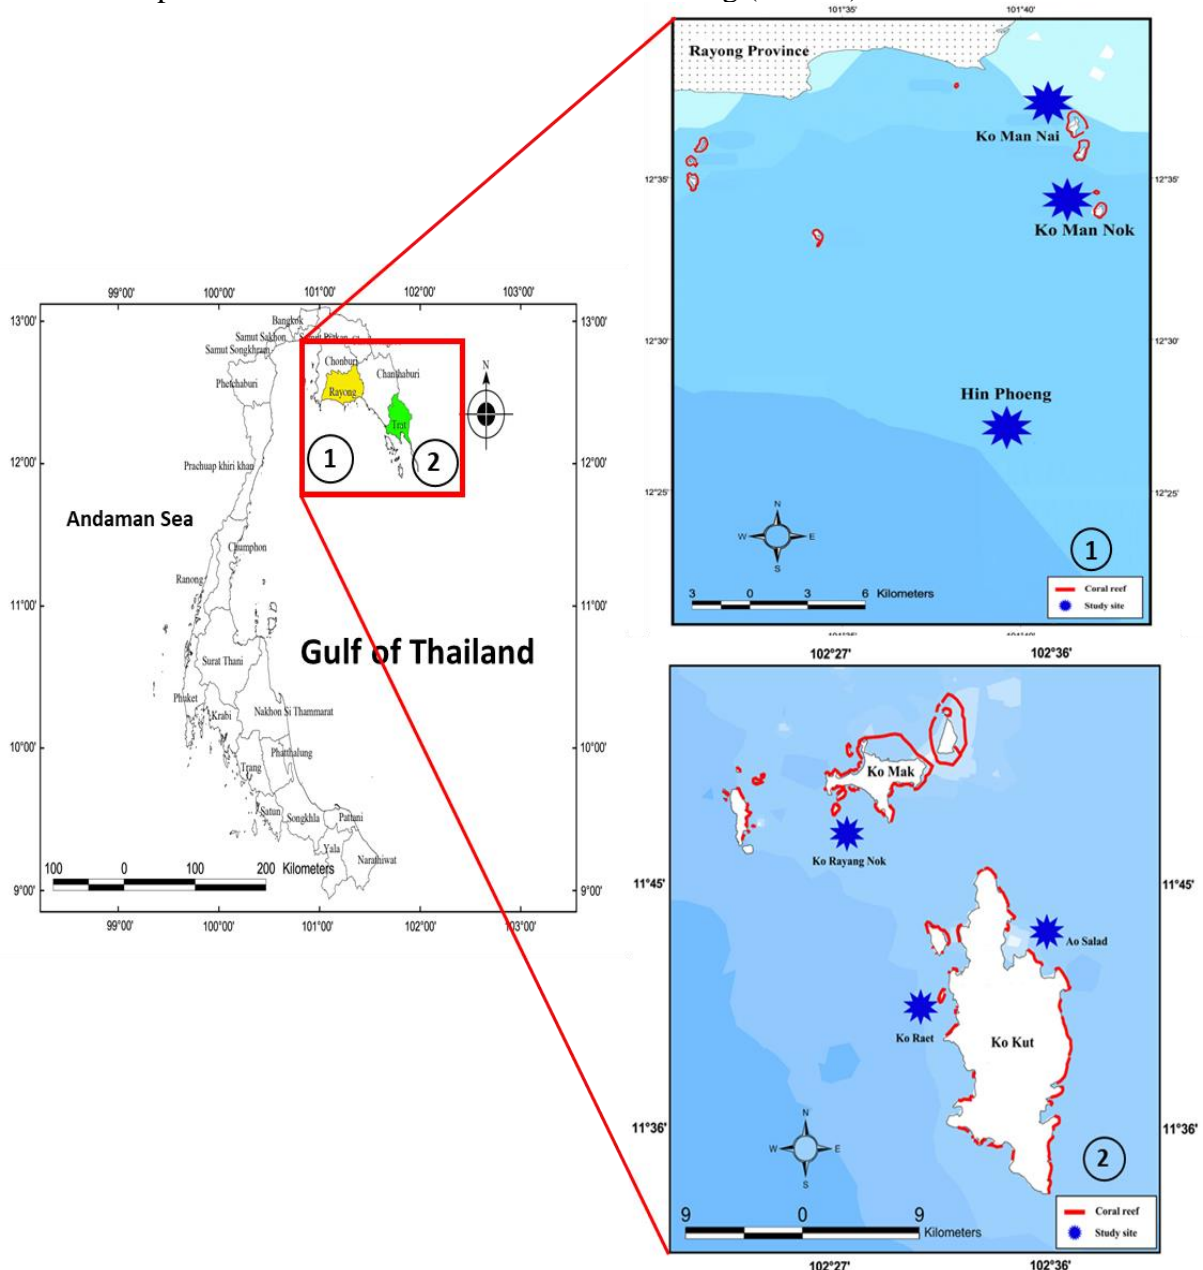 101°35' 101°40'
Rayong Province
Ko Man Nai
12°35' 12°35'
Ko Man Nok
12°30' 12°30'
Hin Phoeng
12°25' 12°25'
N
W E
S
1
3 0 3 6 Kilometers
Coral reef
Study site
101°35' 101°40'
99°00' 100°00' 101°00' 102°00' 103°00'
13°00' 13°00'
Bangkok
Samut Sakhon
Samut Songkhram
Phetchaburi
Chonburi
Chanthaburi
Rayong
Trat
N
1
2
12°00' 12°00'
Prachuap khiri khan
Andaman Sea
Chumphon
Ranong
11°00' 11°00'
Gulf of Thailand
Surat Thani
Phuket
Krabi
Nakhon Si Thammarat
10°00' 10°00'
Phatthalung
Trang
Satun
Songkhla
Pattani
Yala
Narathiwat
100 0 100 200 Kilometers
9°00' 9°00'
99°00' 100°00' 101°00' 102°00' 103°00'
102°27' 102°36'
Ko Mak
Ko Rayang Nok
11°45' 11°45'
Ao Salad
Ko Raet
Ko Kut
11°36' 11°36'
N
W E
S
2
9 0 9
Kilometers
Coral reef
Study site
102°27' 102°36'